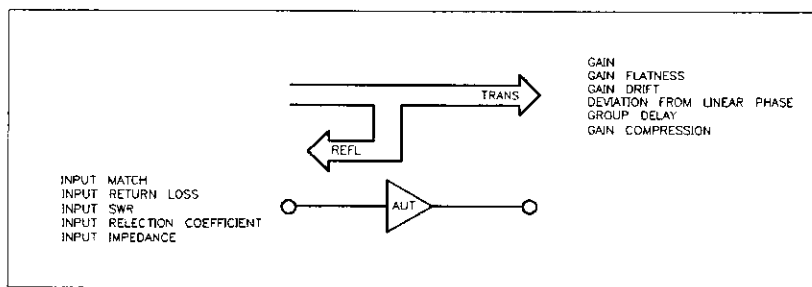 GAIN
GAIN FLATNESS
GAIN DRIFT
DEVIATION FROM LINEAR PHASE
GROUP DELAY
GAIN COMPRESSION
TRANS
REFL
INPUT MATCH
INPUT RETURN LOSS
INPUT SWR
INPUT RELECTION COEFFICIENT
INPUT IMPEDANCE
AUT